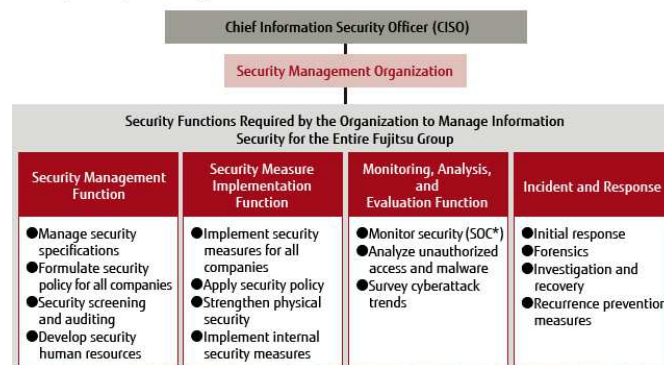 Chief Information Security Officer (CISO)
Security Management Organization
Security Functions Required by the Organization to Manage Information
Security for the Entire Fujitsu Group
Security Management
Function
●Manage security
specifications
●Formulate security
policy for all companies
●Security screening
and auditing
●Develop security
human resources
Security Measure
Implementation
Function
●Implement security
measures for all
companies
●Apply security policy
●Strengthen physical
security
●Implement internal
security measures
Monitoring, Analysis,
and
Evaluation Function
●Monitor security (SOC*)
●Analyze unauthorized
access and malware
●Survey cyberattack
trends
Incident and Response
●Initial response
●Forensics
●Investigation and
recovery
●Recurrence prevention
measures